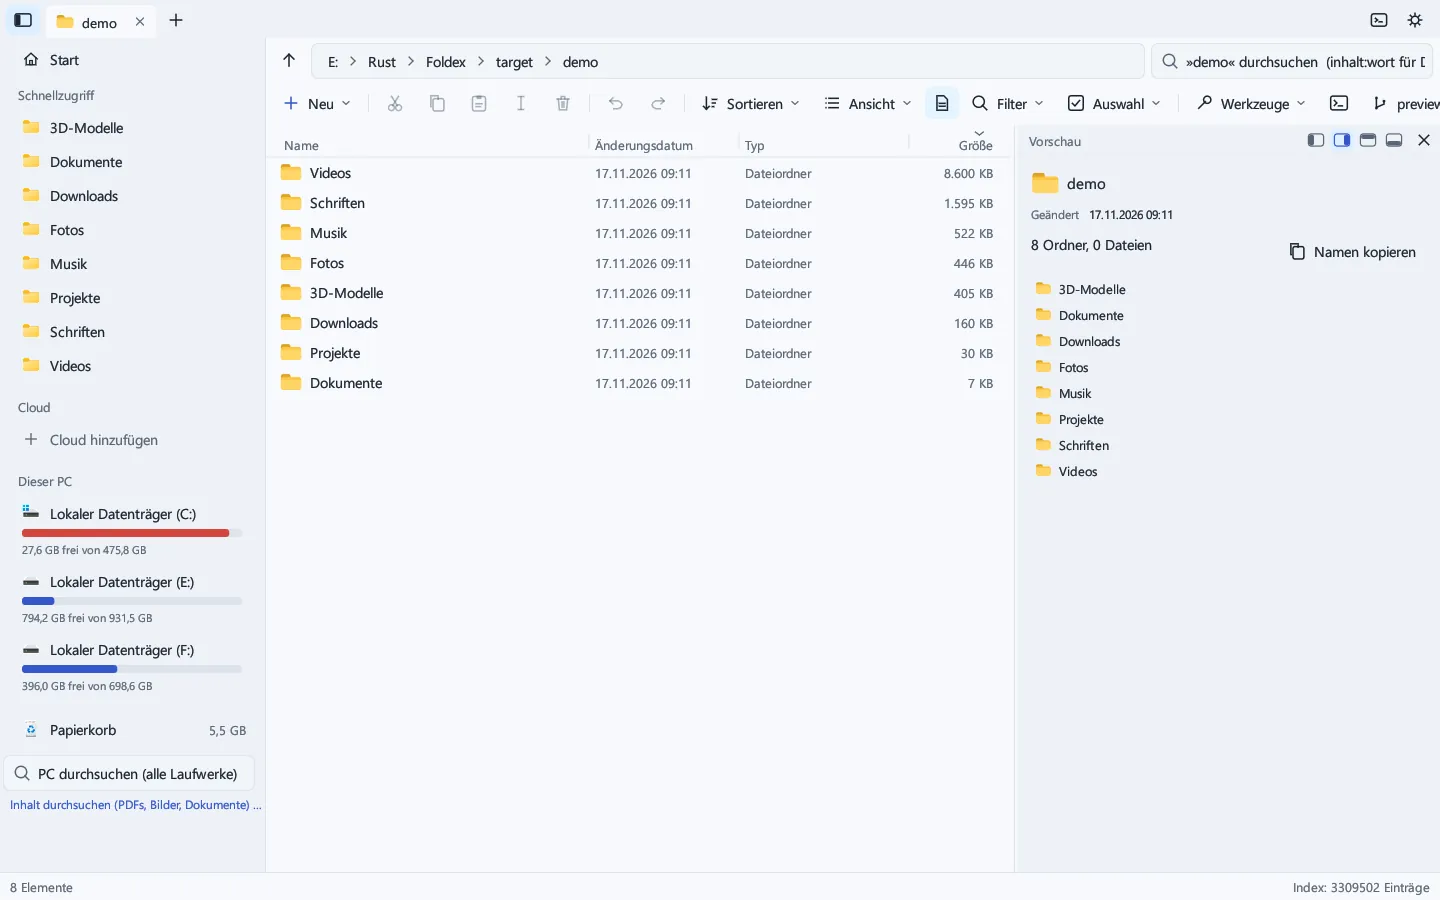 demo
Start
Schnellzugriff
3D-Modelle
Dokumente
Downloads
Fotos
Musik
Projekte
Schriften
Videos
Cloud
Cloud hinzufügen
Dieser PC
Lokaler Datenträger (C:)
27,6 GB frei von 475,8 GB
Lokaler Datenträger (E:)
794,2 GB frei von 931,5 GB
Lokaler Datenträger (F:)
396,0 GB frei von 698,6 GB
Papierkorb 5,5 GB
PC durchsuchen (alle Laufwerke)
Inhalt durchsuchen (PDFs, Bilder, Dokumente) ...
E: Rust Foldex target demo
»demo« durchsuchen (inhalt:wort für D
Neu Sortieren Ansicht Filter Auswahl Werkzeuge preview
Name Änderungsdatum Typ Größe
Videos 17.11.2026 09:11 Dateiordner 8.600 KB
Schriften 17.11.2026 09:11 Dateiordner 1.595 KB
Musik 17.11.2026 09:11 Dateiordner 522 KB
Fotos 17.11.2026 09:11 Dateiordner 446 KB
3D-Modelle 17.11.2026 09:11 Dateiordner 405 KB
Downloads 17.11.2026 09:11 Dateiordner 160 KB
Projekte 17.11.2026 09:11 Dateiordner 30 KB
Dokumente 17.11.2026 09:11 Dateiordner 7 KB
Vorschau
demo
Geändert 17.11.2026 09:11
8 Ordner, 0 Dateien
Namen kopieren
3D-Modelle
Dokumente
Downloads
Fotos
Musik
Projekte
Schriften
Videos
8 Elemente
Index: 3309502 Einträge